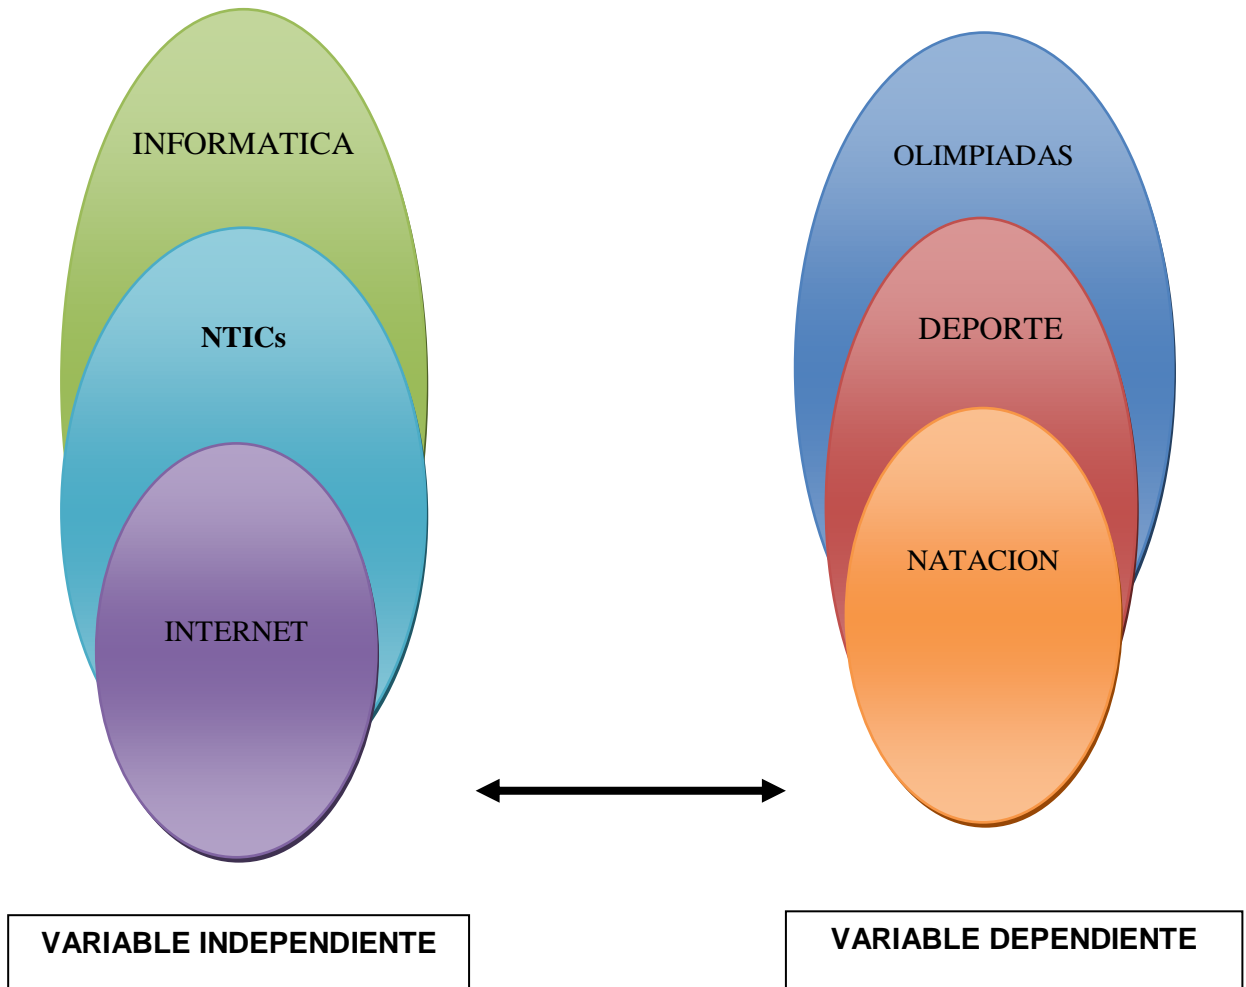 INFORMATICA
NTICs
INTERNET
VARIABLE INDEPENDIENTE
OLIMPIADAS
DEPORTE
NATACION
VARIABLE DEPENDIENTE